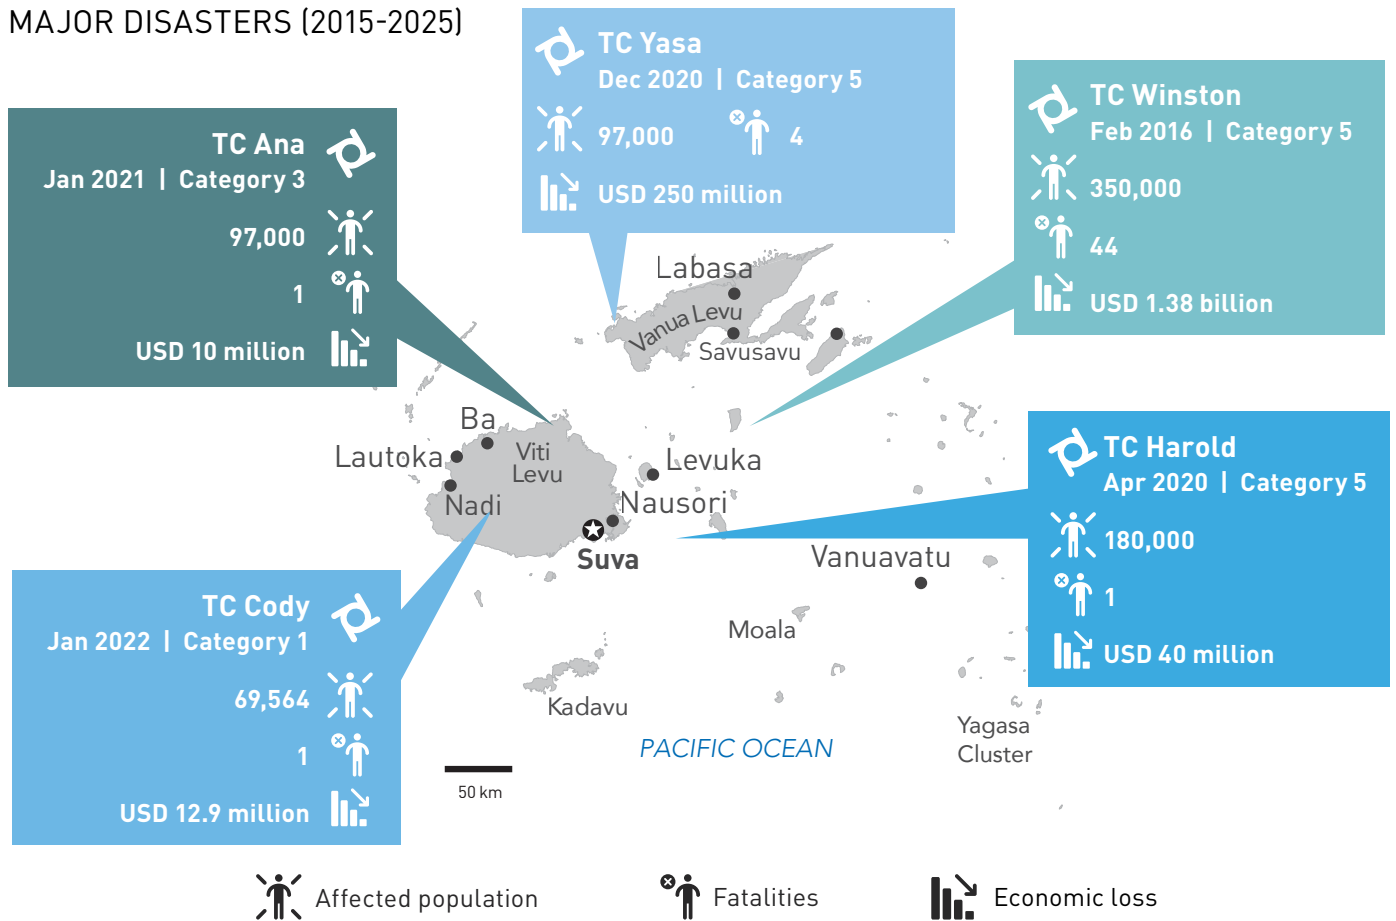 MAJOR DISASTERS (2015-2025)
TC Yasa
Dec 2020 | Category 5
97,000
4
USD 250 million
TC Winston
Feb 2016 | Category 5
350,000
44
USD 1.38 billion
TC Ana
Jan 2021 | Category 3
97,000
1
USD 10 million
Labasa
Vanua Levu
Savusavu
Ba
Lautoka
Viti
Levu
Nadi
Levuka
Nausori
Suva
TC Harold
Apr 2020 | Category 5
180,000
1
USD 40 million
Vanuavatu
Moala
TC Cody
Jan 2022 | Category 1
69,564
1
USD 12.9 million
Kadavu
Yagasa
Cluster
PACIFIC OCEAN
50 km
Affected population
Fatalities
Economic loss